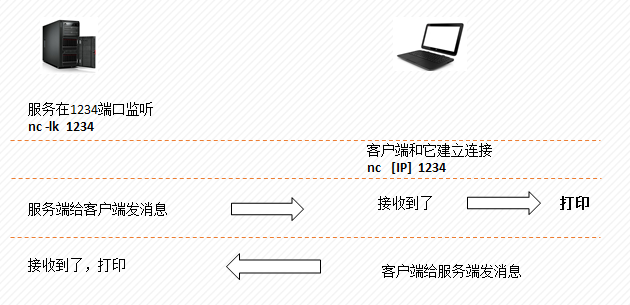 服务在1234端口监听
nc -lk 1234
客户端和它建立连接
nc [IP] 1234
服务端给客户端发消息
接收到了
打印
接收到了，打印
客户端给服务端发消息